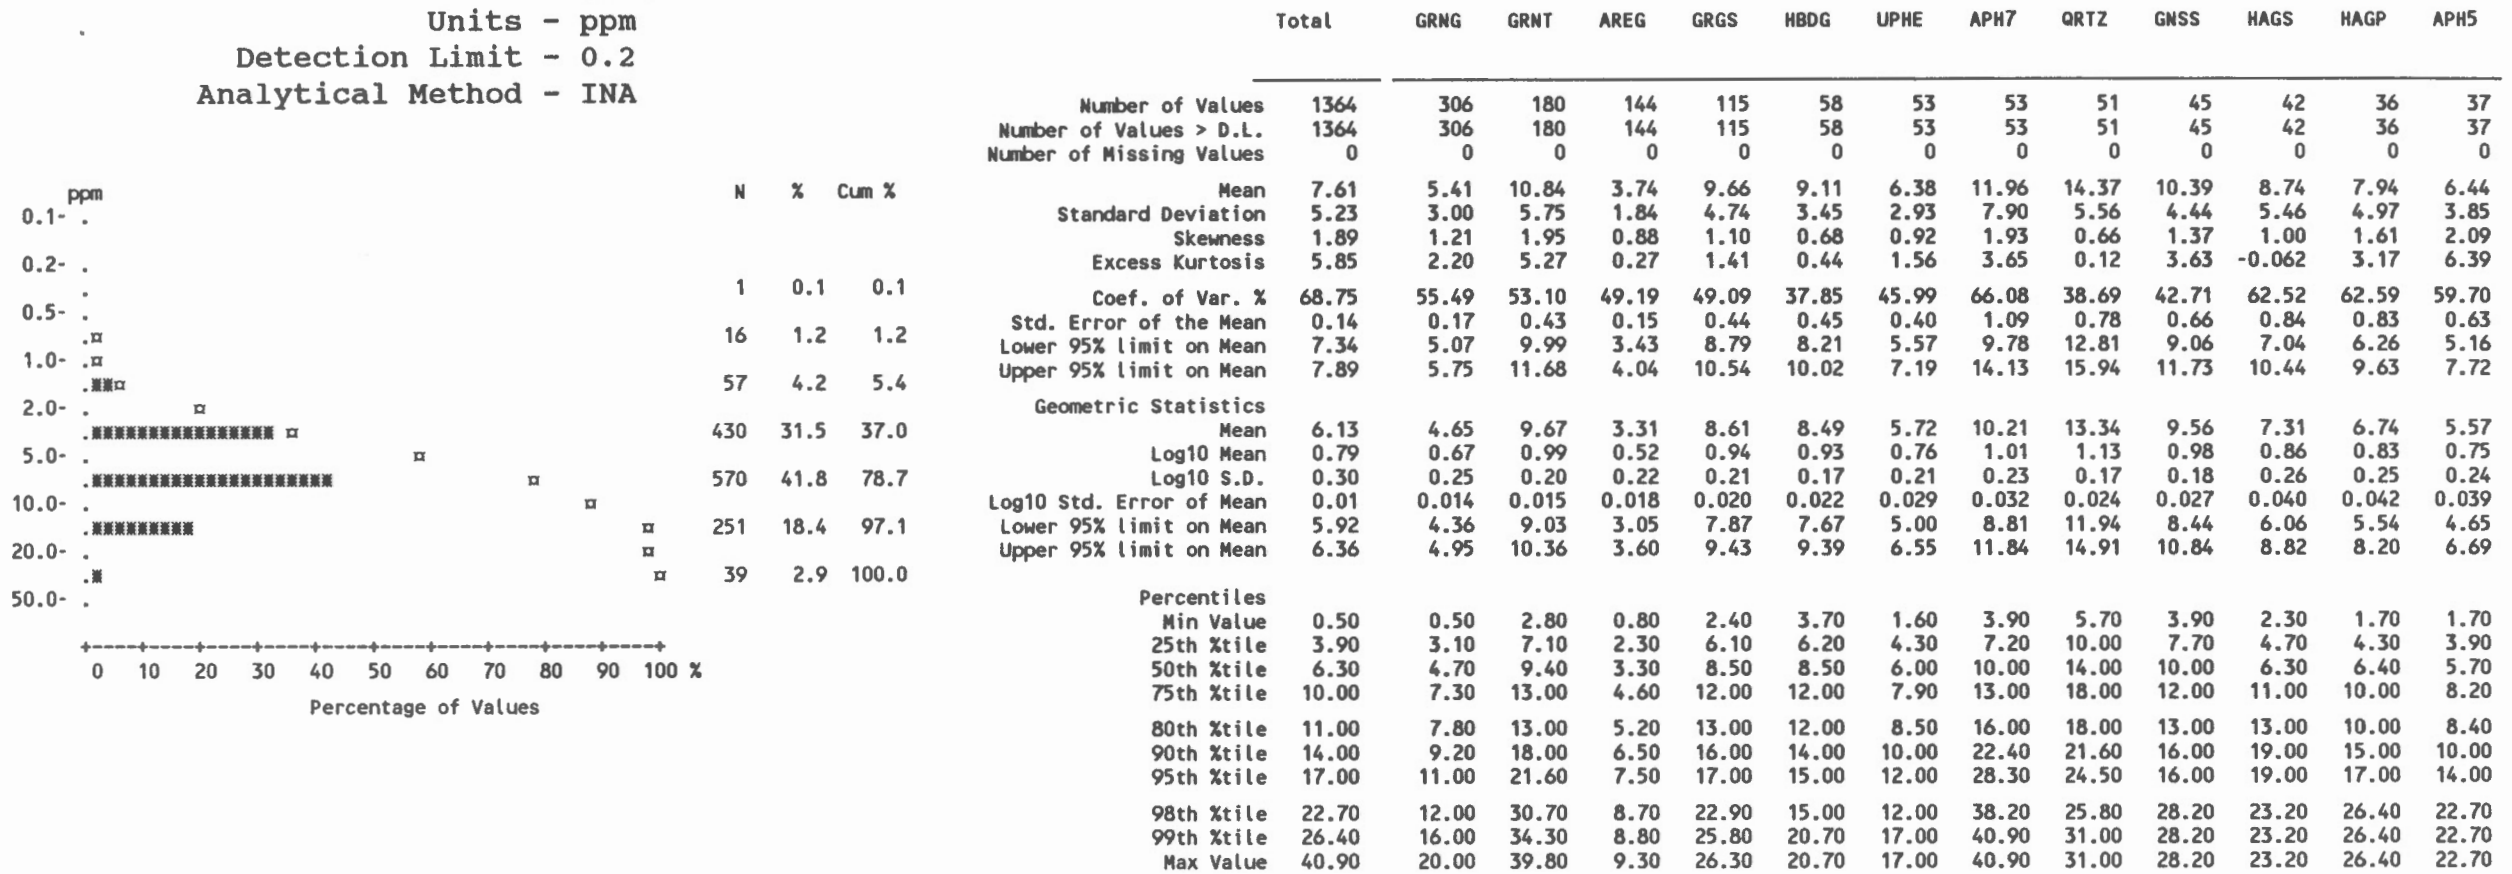 Units - ppm
Detection Limit - 0.2
Analytical Method - INA
ppm N % Cum %
0.1-
0.2-
1 0.1 0.1
0.5-
16 1.2 1.2
1.0-
57 4.2 5.4
2.0-
430 31.5 37.0
5.0-
570 41.8 78.7
10.0-
251 18.4 97.1
20.0-
39 2.9 100.0
50.0-
0 10 20 30 40 50 60 70 80 90 100 %
Percentage of Values
Total GRNG GRNT AREG GRGS HBDG UPHE APH7 QRTZ GNSS HAGS HAGP APH5
Number of Values 1364 306 180 144 115 58 53 53 51 45 42 36 37
Number of Values > D.L. 1364 306 180 144 115 58 53 53 51 45 42 36 37
Number of Missing Values 0 0 0 0 0 0 0 0 0 0 0 0 0
Mean 7.61 5.41 10.84 3.74 9.66 9.11 6.38 11.96 14.37 10.39 8.74 7.94 6.44
Standard Deviation 5.23 3.00 5.75 1.84 4.74 3.45 2.93 7.90 5.56 4.44 5.46 4.97 3.85
Skewness 1.89 1.21 1.95 0.88 1.10 0.68 0.92 1.93 0.66 1.37 1.00 1.61 2.09
Excess Kurtosis 5.85 2.20 5.27 0.27 1.41 0.44 1.56 3.65 0.12 3.63 -0.062 3.17 6.39
Coef. of Var. % 68.75 55.49 53.10 49.19 49.09 37.85 45.99 66.08 38.69 42.71 62.52 62.59 59.70
Std. Error of the Mean 0.14 0.17 0.43 0.15 0.44 0.45 0.40 1.09 0.78 0.66 0.84 0.83 0.63
Lower 95% limit on Mean 7.34 5.07 9.99 3.43 8.79 8.21 5.57 9.78 12.81 9.06 7.04 6.26 5.16
Upper 95% limit on Mean 7.89 5.75 11.68 4.04 10.54 10.02 7.19 14.13 15.94 11.73 10.44 9.63 7.72
Geometric Statistics
Mean 6.13 4.65 9.67 3.31 8.61 8.49 5.72 10.21 13.34 9.56 7.31 6.74 5.57
Log10 Mean 0.79 0.67 0.99 0.52 0.94 0.93 0.76 1.01 1.13 0.98 0.86 0.83 0.75
Log10 S.D. 0.30 0.25 0.20 0.22 0.21 0.17 0.21 0.23 0.17 0.18 0.26 0.25 0.24
Log10 Std. Error of Mean 0.01 0.014 0.015 0.018 0.020 0.022 0.029 0.032 0.024 0.027 0.040 0.042 0.039
Lower 95% limit on Mean 5.92 4.36 9.03 3.05 7.87 7.67 5.00 8.81 11.94 8.44 6.06 5.54 4.65
Upper 95% limit on Mean 6.36 4.95 10.36 3.60 9.43 9.39 6.55 11.84 14.91 10.84 8.82 8.20 6.69
Percentiles
Min Value 0.50 0.50 2.80 0.80 2.40 3.70 1.60 3.90 5.70 3.90 2.30 1.70 1.70
25th %tile 3.90 3.10 7.10 2.30 6.10 6.20 4.30 7.20 10.00 7.70 4.70 4.30 3.90
50th %tile 6.30 4.70 9.40 3.30 8.50 8.50 6.00 10.00 14.00 10.00 6.30 6.40 5.70
75th %tile 10.00 7.30 13.00 4.60 12.00 12.00 7.90 13.00 18.00 12.00 11.00 10.00 8.20
80th %tile 11.00 7.80 13.00 5.20 13.00 12.00 8.50 16.00 18.00 13.00 13.00 10.00 8.40
90th %tile 14.00 9.20 18.00 6.50 16.00 14.00 10.00 22.40 21.60 16.00 19.00 15.00 10.00
95th %tile 17.00 11.00 21.60 7.50 17.00 15.00 12.00 28.30 24.50 16.00 19.00 17.00 14.00
98th %tile 22.70 12.00 30.70 8.70 22.90 15.00 12.00 38.20 25.80 28.20 23.20 26.40 22.70
99th %tile 26.40 16.00 34.30 8.80 25.80 20.70 17.00 40.90 31.00 28.20 23.20 26.40 22.70
Max Value 40.90 20.00 39.80 9.30 26.30 20.70 17.00 40.90 31.00 28.20 23.20 26.40 22.70